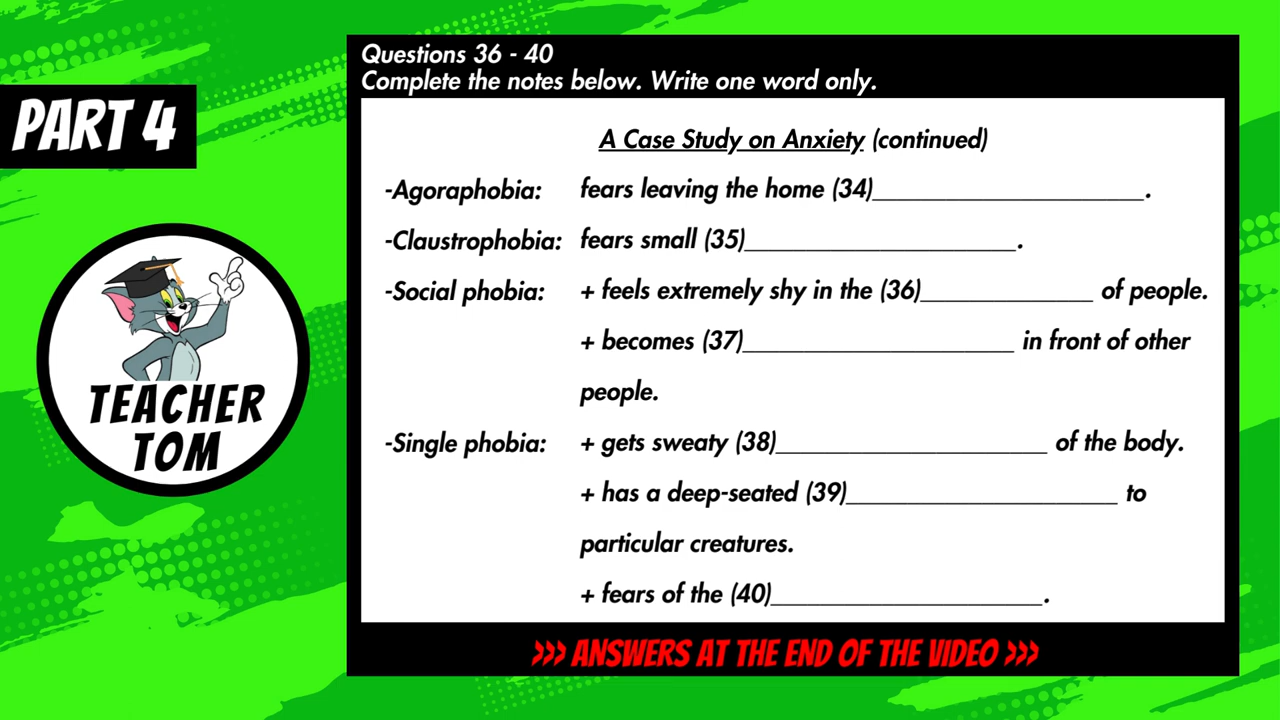 Questions 36 - 40
Complete the notes below. Write one word only.
PART 4
A Case Study on Anxiety (continued)
-Agoraphobia: fears leaving the home (34)____________________.
-Claustrophobia: fears small (35)____________________.
-Social phobia: + feels extremely shy in the (36)_____________ of people.
+ becomes (37)____________________ in front of other
people.
-Single phobia: + gets sweaty (38)____________________ of the body.
+ has a deep-seated (39)____________________ to
particular creatures.
+ fears of the (40)____________________.
TEACHER
TOM
>>> ANSWERS AT THE END OF THE VIDEO >>>